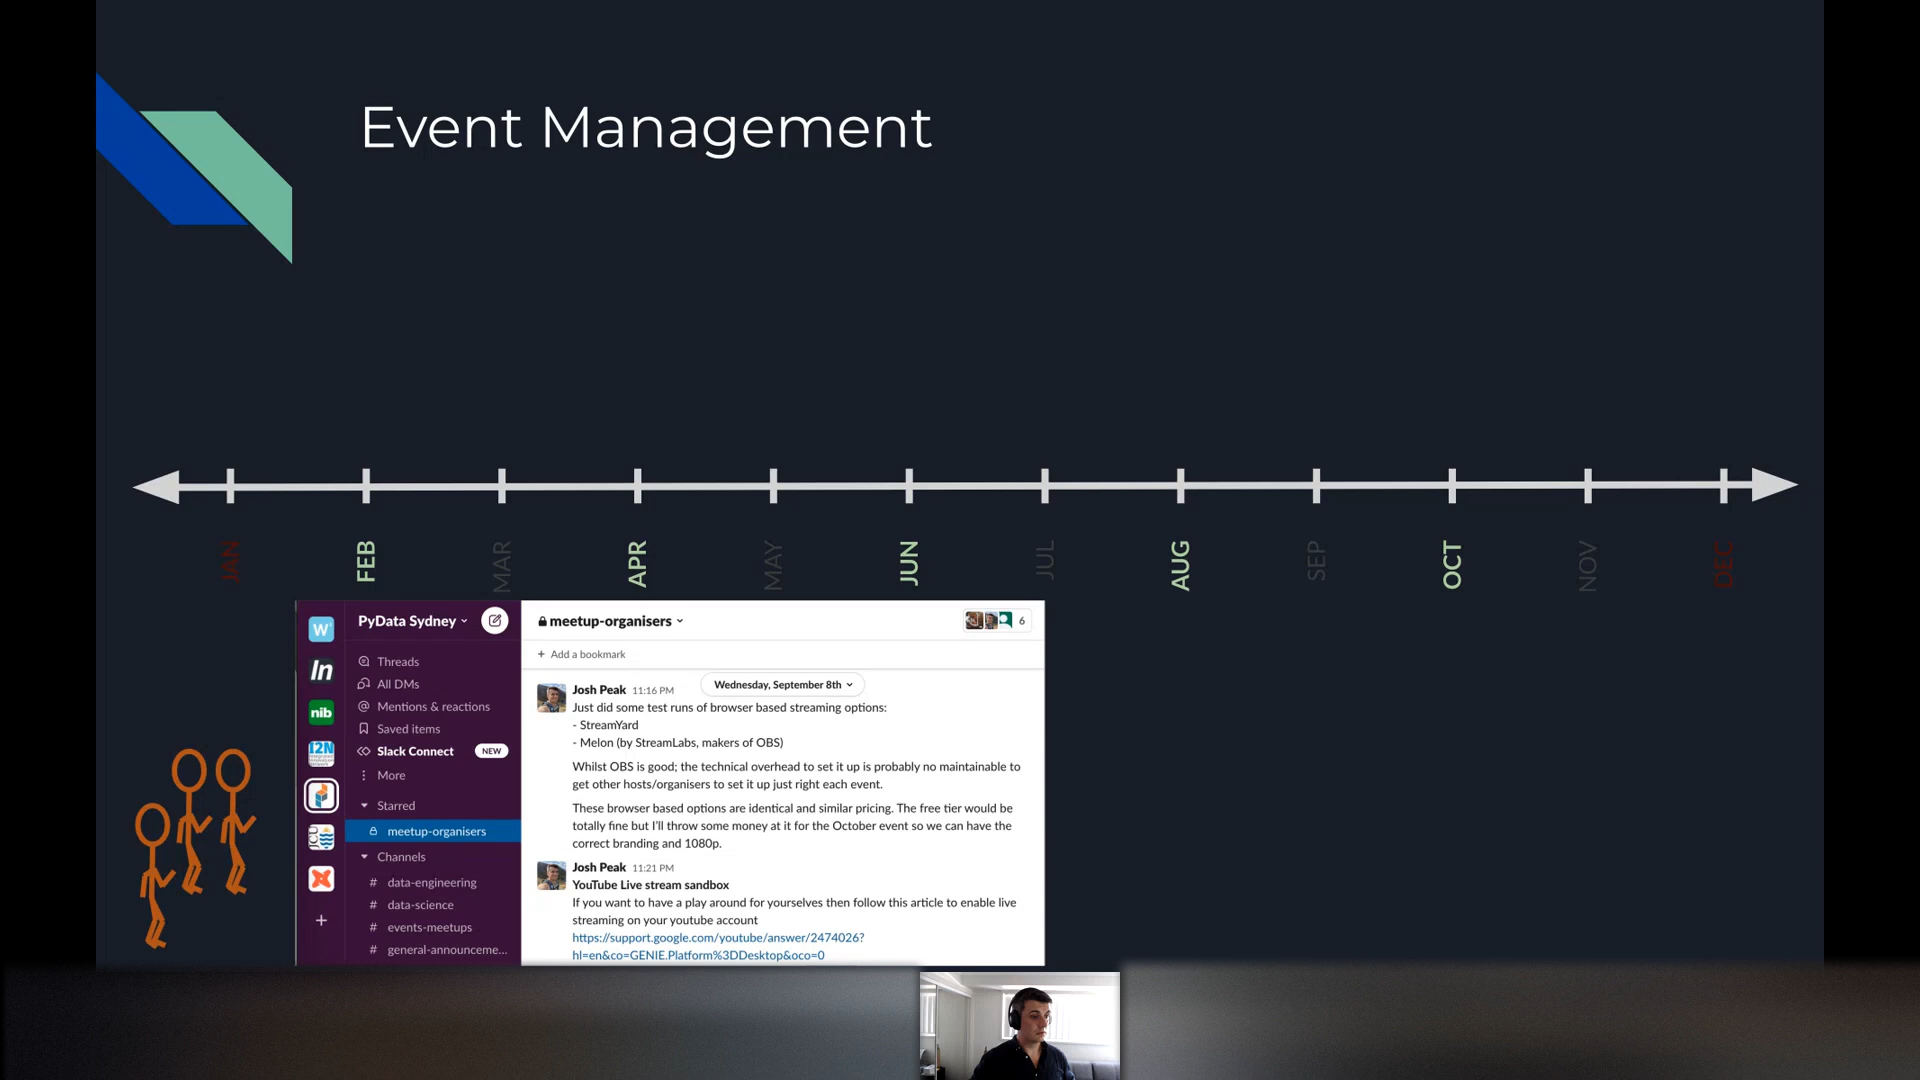 Event Management
JAN
FEB
MAR
APR
MAY
JUN
JUL
AUG
SEP
OCT
NOV
DEC
W
In
nib
12N
JCU
+
PyData Sydney
Threads
All DMs
Mentions & reactions
Saved items
Slack Connect NEW
More
Starred
meetup-organisers
Channels
# data-engineering
# data-science
# events-meetups
# general-announceme...
meetup-organisers
6
+ Add a bookmark
Wednesday, September 8th
Josh Peak 11:16 PM
Just did some test runs of browser based streaming options:
- StreamYard
- Melon (by StreamLabs, makers of OBS)
Whilst OBS is good; the technical overhead to set it up is probably no maintainable to
get other hosts/organisers to set it up just right each event.
These browser based options are identical and similar pricing. The free tier would be
totally fine but I'll throw some money at it for the October event so we can have the
correct branding and 1080p.
Josh Peak 11:21 PM
YouTube Live stream sandbox
If you want to have a play around for yourselves then follow this article to enable live
streaming on your youtube account
https://support.google.com/youtube/answer/2474026?
hl=en&co=GENIE.Platform%3DDesktop&oco=0